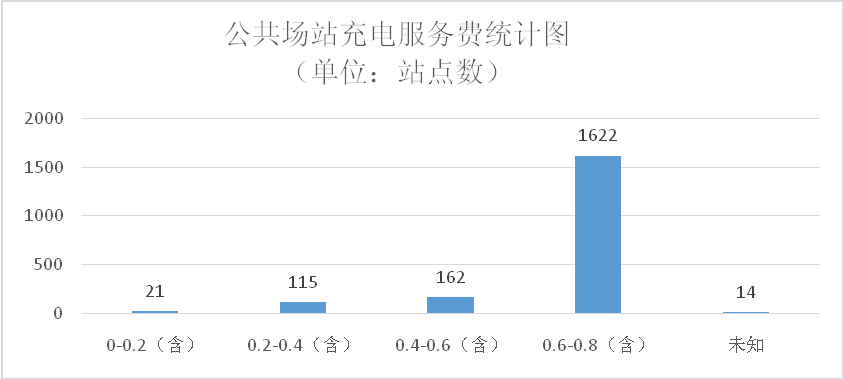 公共场站充电服务费统计图
（单位：站点数）
2000
1500
1000
500
0
21
115
162
1622
14
0-0.2（含）
0.2-0.4（含）
0.4-0.6（含）
0.6-0.8（含）
未知